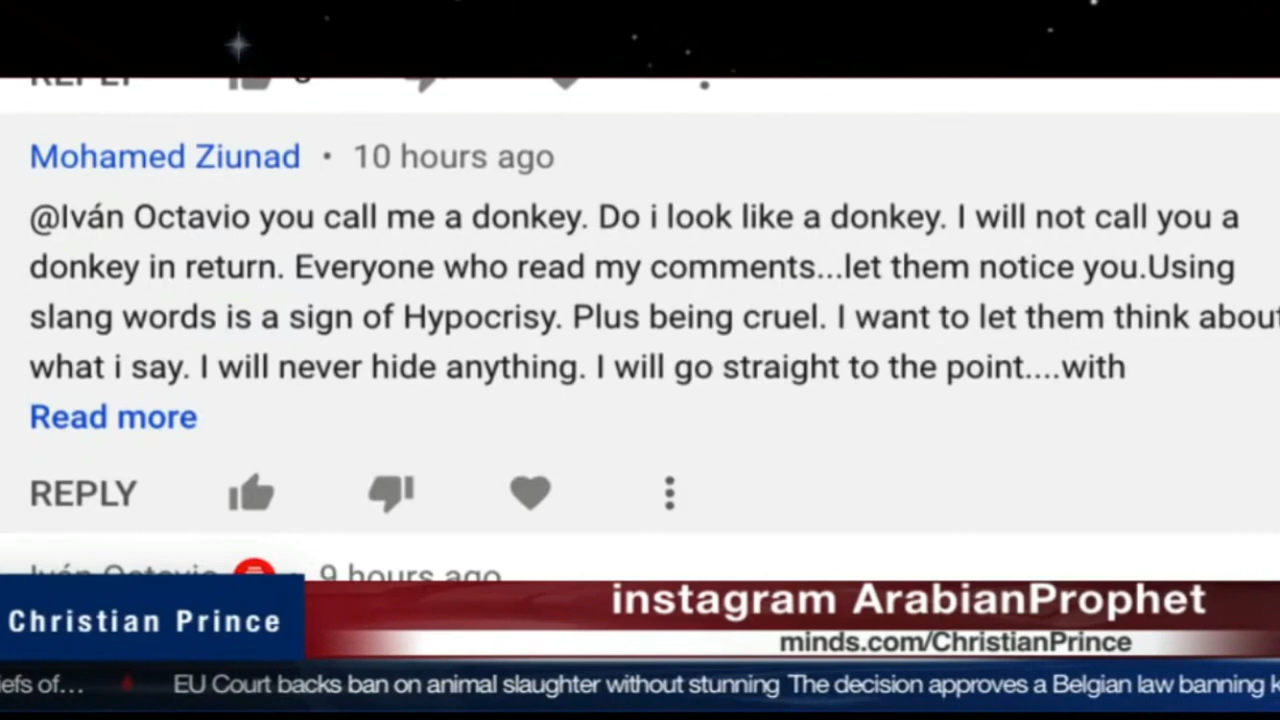 REPLY
Mohamed Ziunad • 10 hours ago
@Iván Octavio you call me a donkey. Do i look like a donkey. I will not call you a
donkey in return. Everyone who read my comments...let them notice you.Using
slang words is a sign of Hypocrisy. Plus being cruel. I want to let them think about
what i say. I will never hide anything. I will go straight to the point....with
Read more
REPLY
Iván Octavio • 9 hours ago
Christian Prince
instagram ArabianProphet
minds.com/ChristianPrince
iefs of... EU Court backs ban on animal slaughter without stunning The decision approves a Belgian law banning k